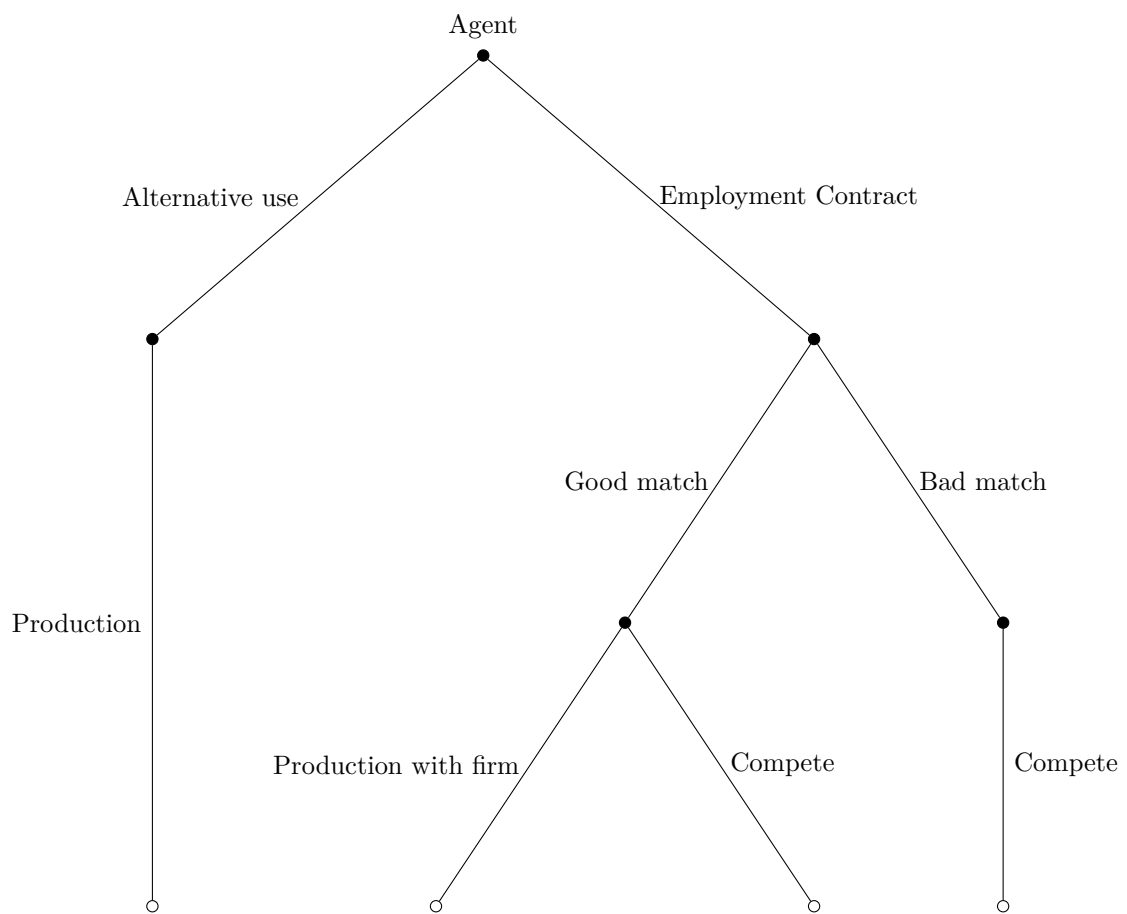 Agent
Alternative use
Employment Contract
Good match
Bad match
Production
Production with firm
Compete
Compete